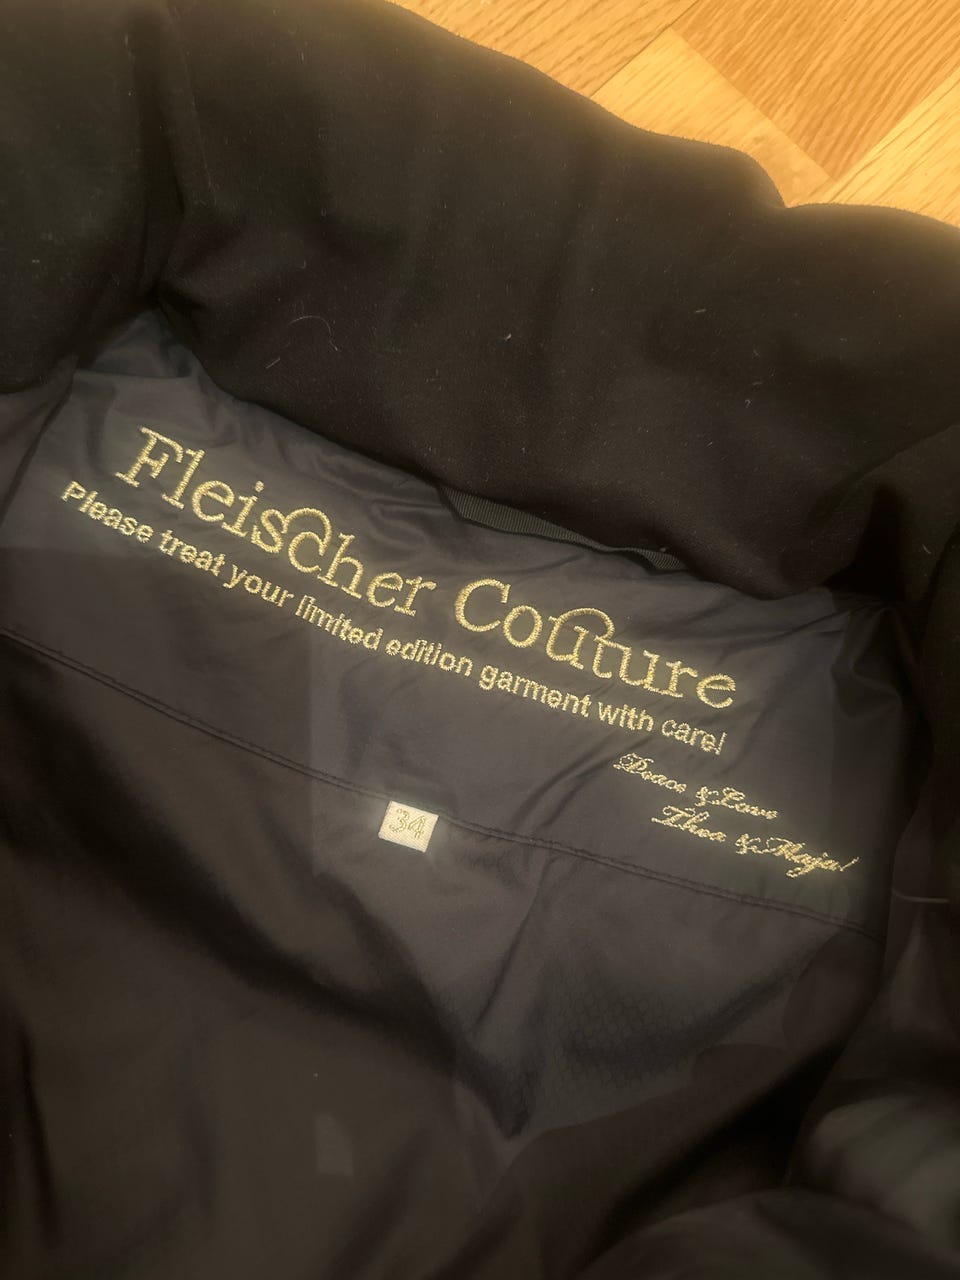 Fleischer Couture
Please treat your limited edition garment with care!
Peace & Love
Thea & Maja!
34